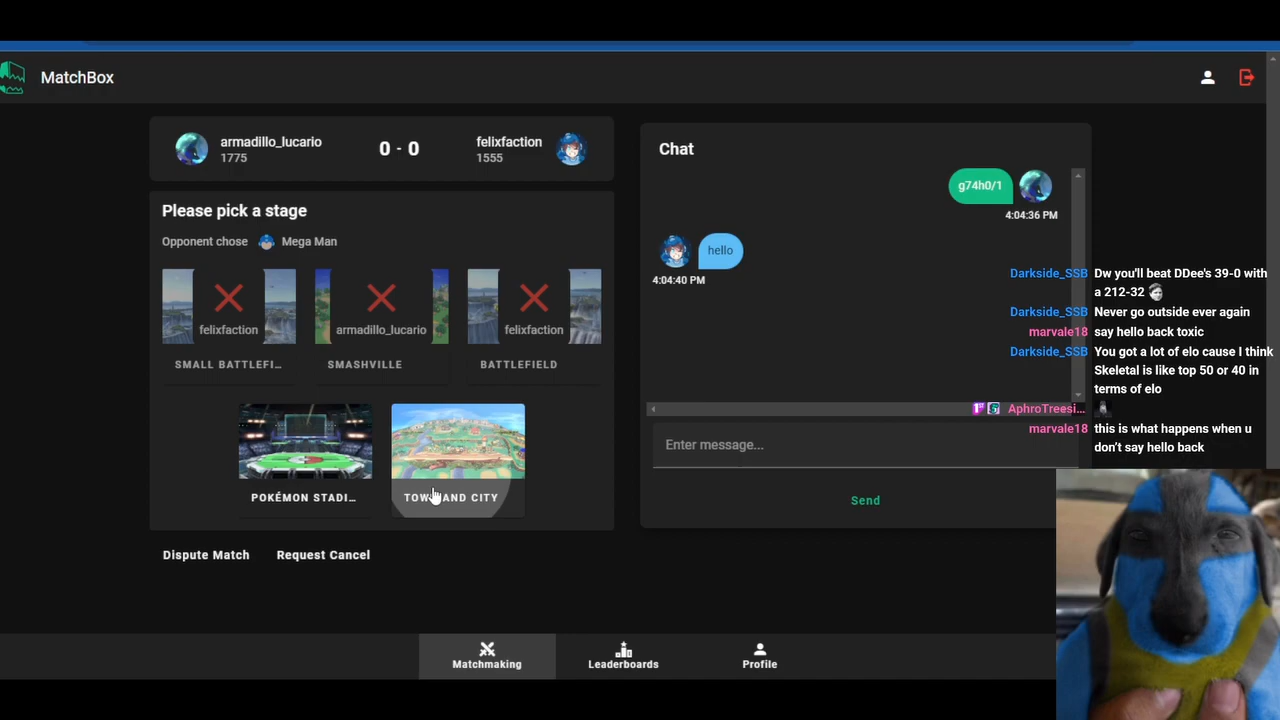 MatchBox
armadillo_lucario
1775
0 - 0
felixfaction
1555
Please pick a stage
Opponent chose Mega Man
felixfaction
armadillo_lucario
felixfaction
SMALL BATTLEFI...
SMASHVILLE
BATTLEFIELD
POKÉMON STADI...
TOWN AND CITY
Dispute Match
Request Cancel
Chat
g74h0/1
4:04:36 PM
hello
4:04:40 PM
Enter message...
Send
Darkside_SSB Dw you'll beat DDee's 39-0 with
a 212-32
Darkside_SSB Never go outside ever again
marvale18 say hello back toxic
Darkside_SSB You got a lot of elo cause I think
Skeletal is like top 50 or 40 in
terms of elo
AphroTreesi...
marvale18 this is what happens when u
don't say hello back
Matchmaking
Leaderboards
Profile